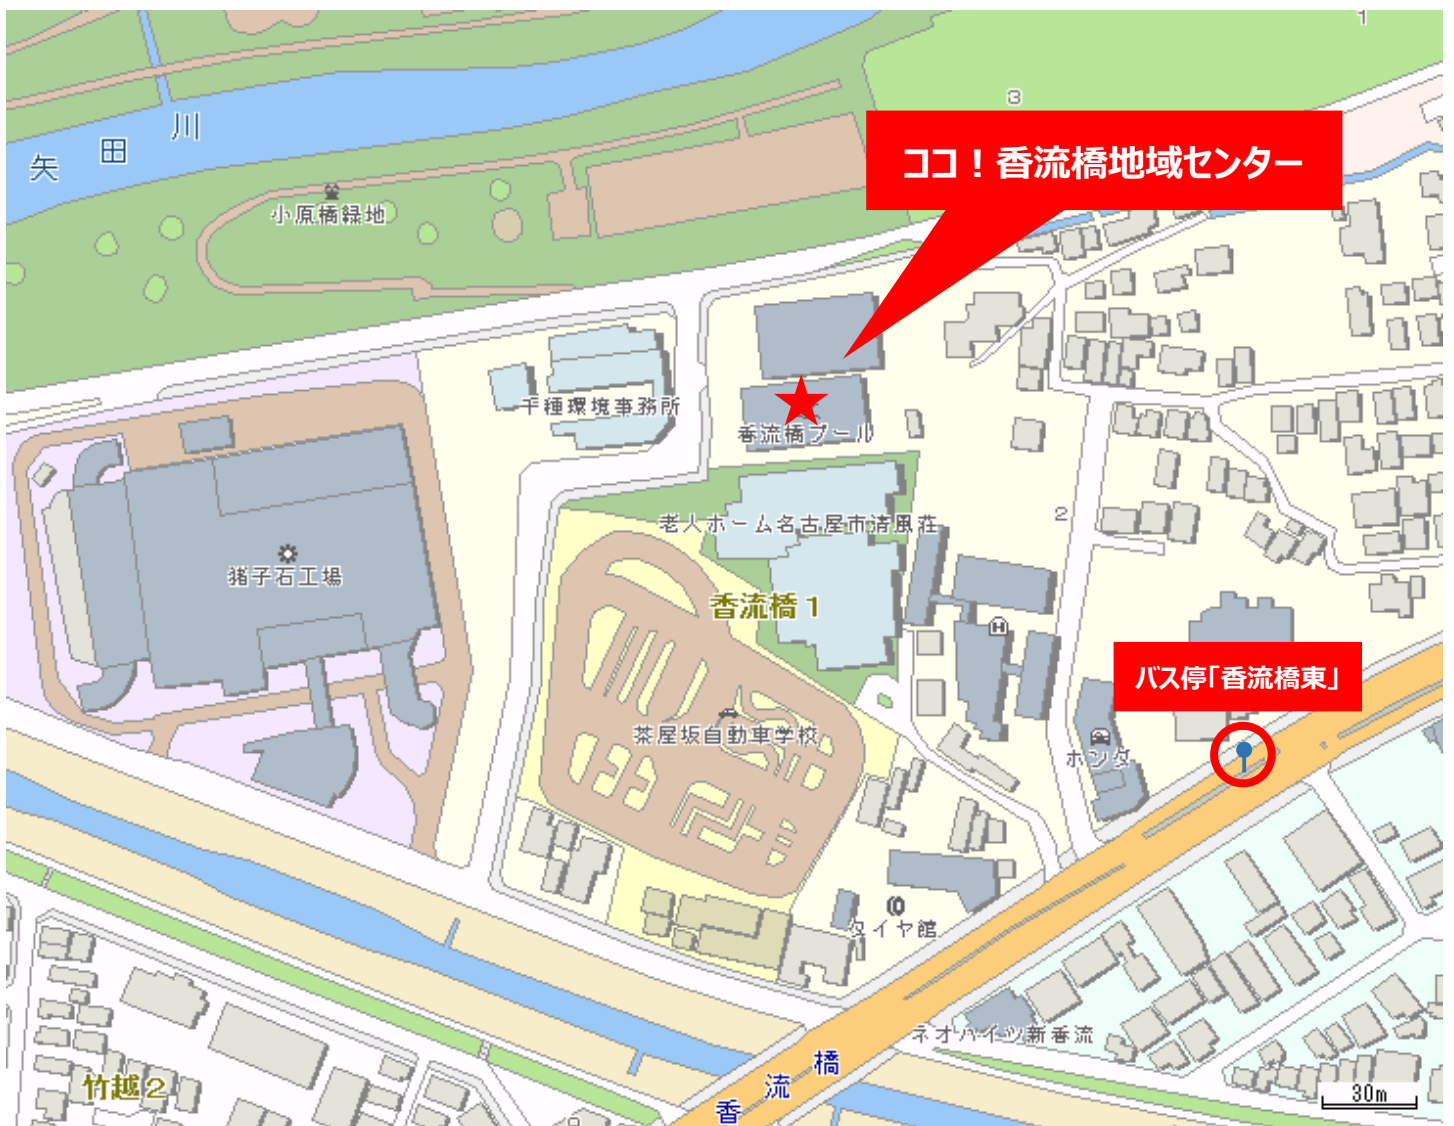 1
3
矢田川
ココ！香流橋地域センター
小原橋緑地
千種環境事務所
香流橋プール
老人ホーム名古屋市清風荘
2
猪子石工場
香流橋1
バス停「香流橋東」
茶屋坂自動車学校
ホンダ
タイヤ館
ネオハイツ新香流
香流橋
竹越2
30m